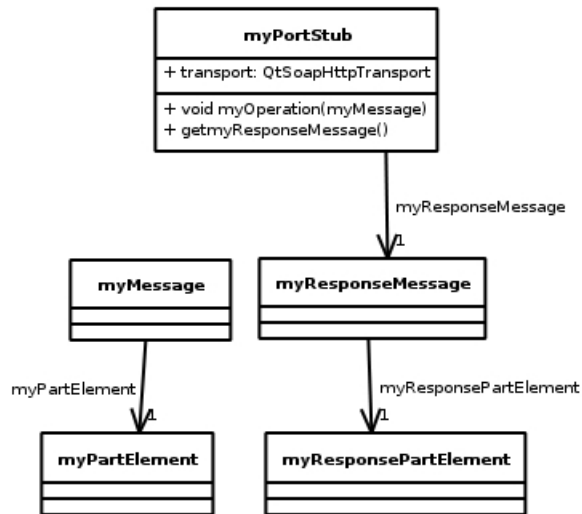 myPortStub
+ transport: QtSoapHttpTransport
+ void myOperation(myMessage)
+ getmyResponseMessage()
myResponseMessage
1
myMessage
myResponseMessage
myPartElement
myResponsePartElement
1
1
myPartElement
myResponsePartElement